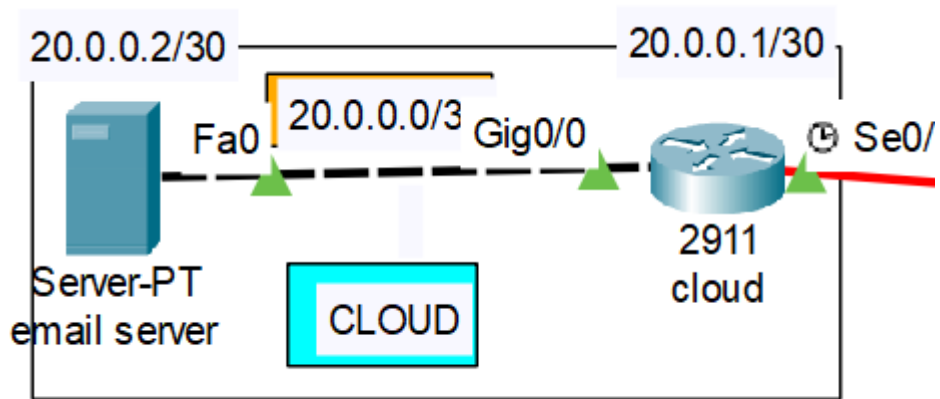 20.0.0.2/30
20.0.0.1/30
Fa0
20.0.0.0/3
Gig0/0
Se0/
Server-PT
email server
2911
cloud
CLOUD